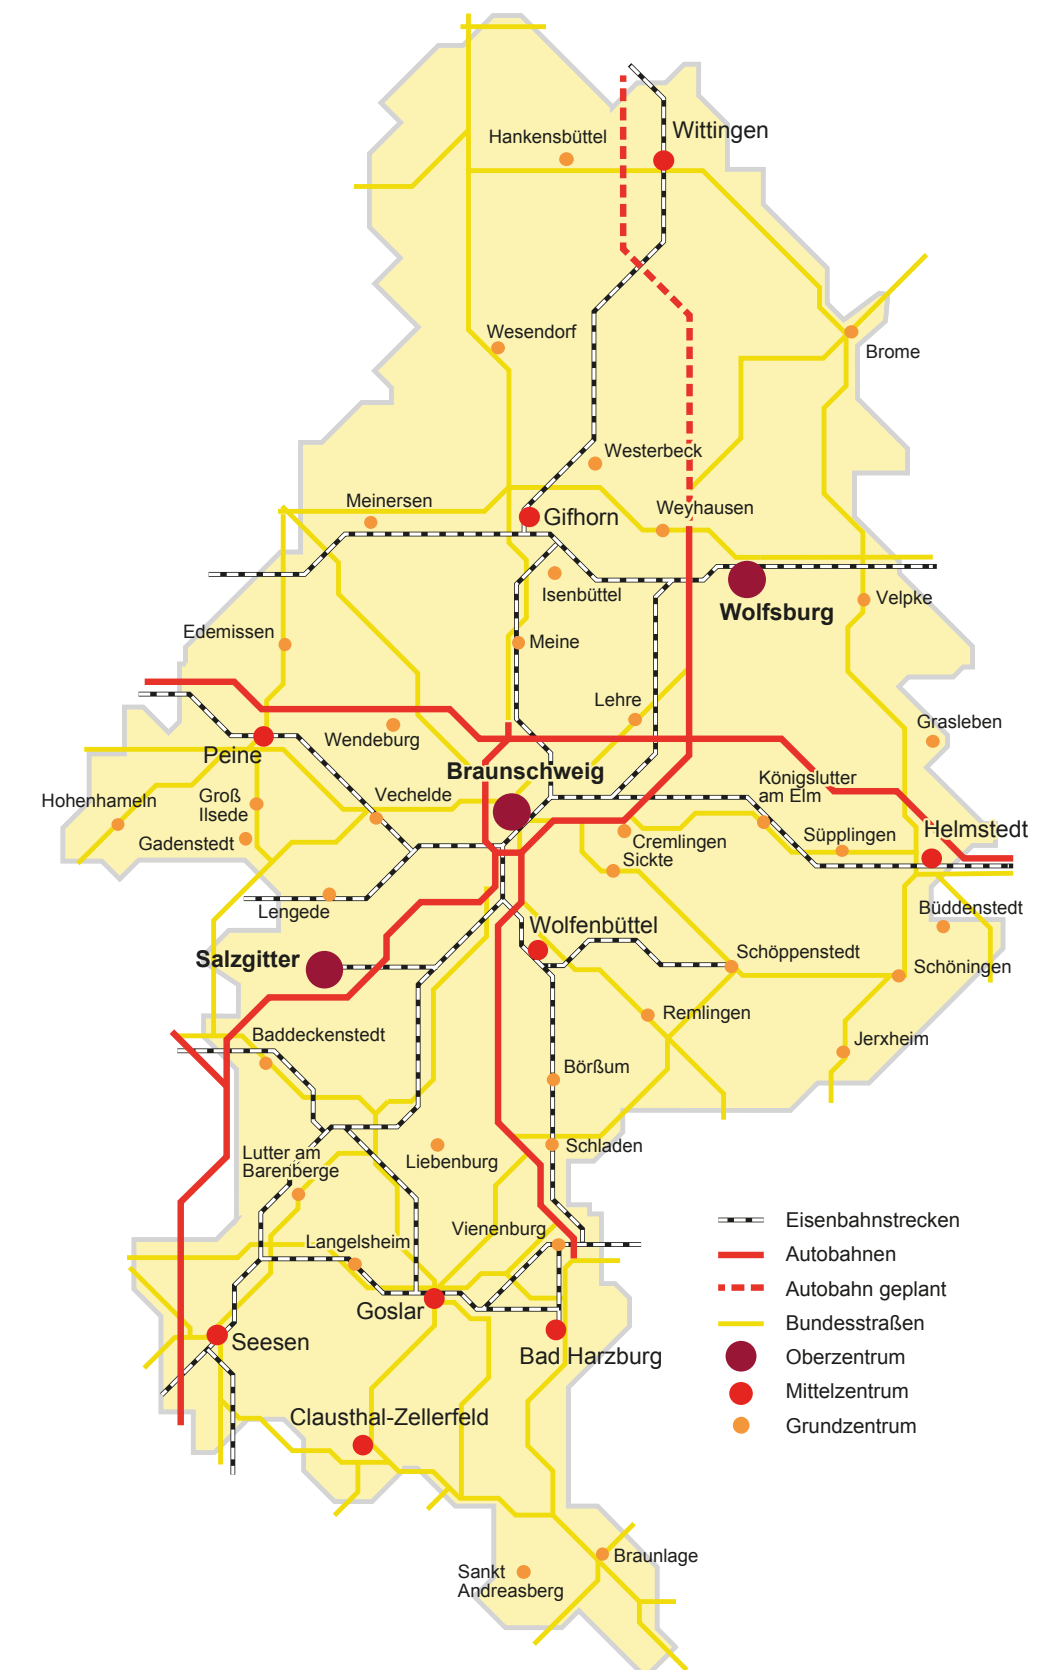 Wittingen
Hankensbüttel
Wesendorf
Brome
Westerbeck
Meinersen
Weyhausen
Gifhorn
Isenbüttel
Velpke
Wolfsburg
Edemissen
Meine
Lehre
Grasleben
Wendeburg
Peine
Braunschweig
Königslutter
am Elm
Hohenhameln
Groß
Ilsede
Vechelde
Gadenstedt
Cremlingen
Süpplingen
Helmstedt
Sickte
Lengede
Büddenstedt
Wolfenbüttel
Salzgitter
Schöppenstedt
Schöningen
Remlingen
Baddeckenstedt
Jerxheim
Börßum
Lutter am
Barenberge
Liebenburg
Schladen
Vienenburg
Langelsheim
Goslar
Seesen
Bad Harzburg
Clausthal-Zellerfeld
Sankt
Andreasberg
Braunlage
Eisenbahnstrecken
Autobahnen
Autobahn geplant
Bundesstraßen
Oberzentrum
Mittelzentrum
Grundzentrum